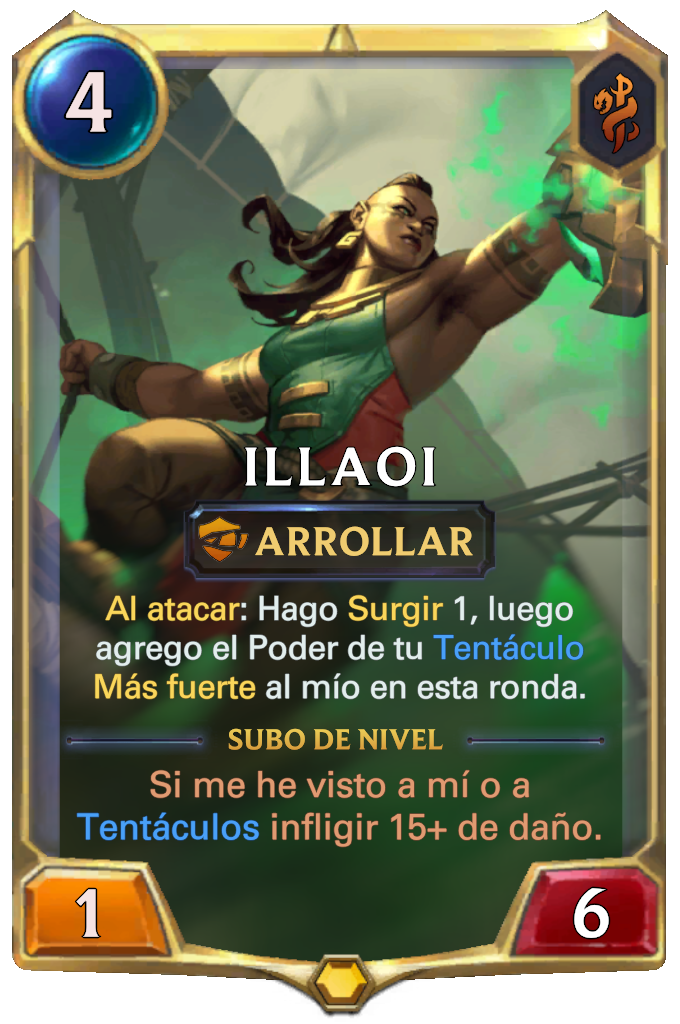 4
ILLAOI
ARROLLAR
Al atacar: Hago Surgir 1, luego
agrego el Poder de tu Tentáculo
Más fuerte al mío en esta ronda.
SUBO DE NIVEL
Si me he visto a mí o a
Tentáculos infligir 15+ de daño.
1
6